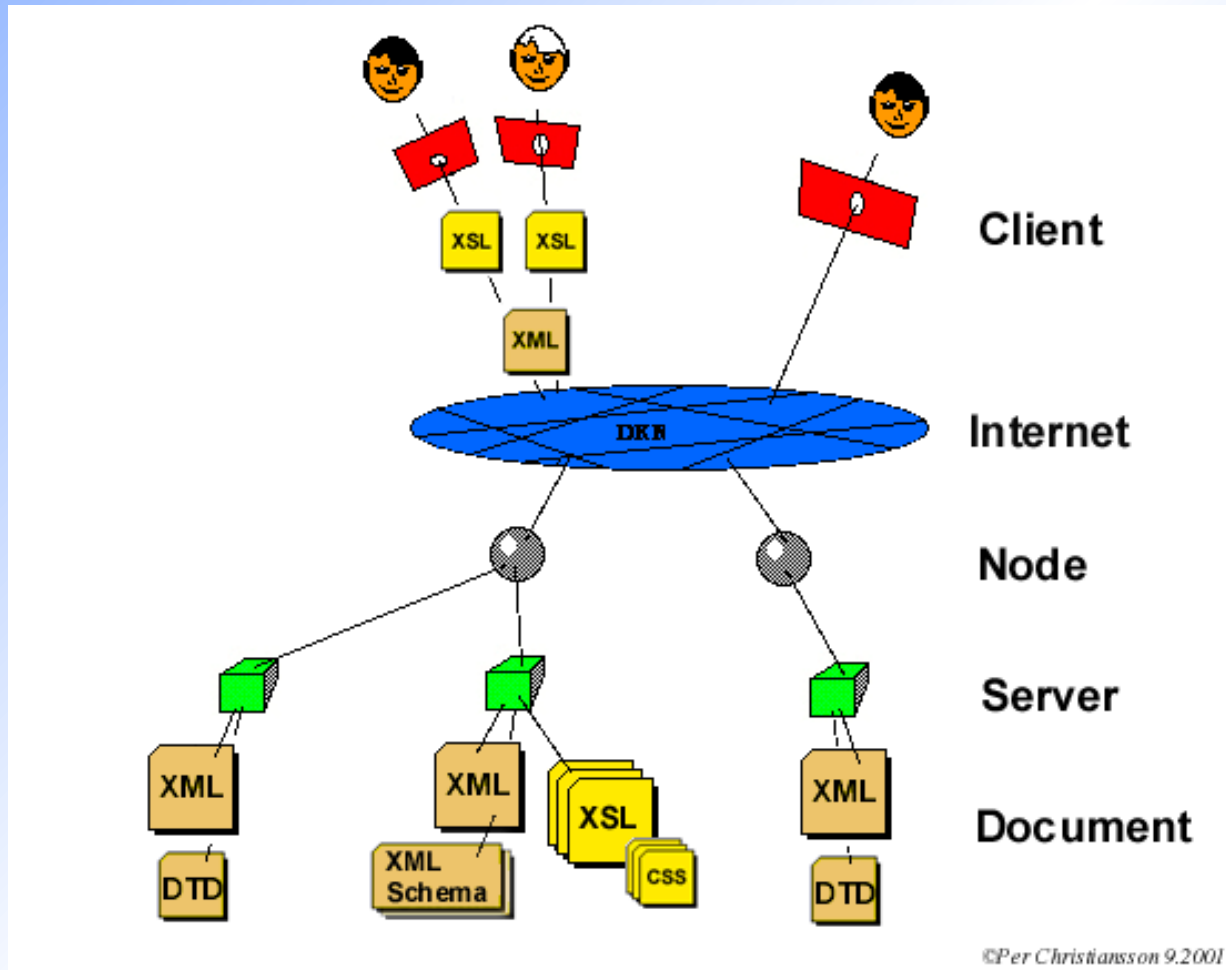 XSL
XSL
Client
XML
DKN
Internet
Node
Server
XML
XML
XSL
XML
Document
DTD
XML
Schema
CSS
DTD
©Per Christiansson 9.2001